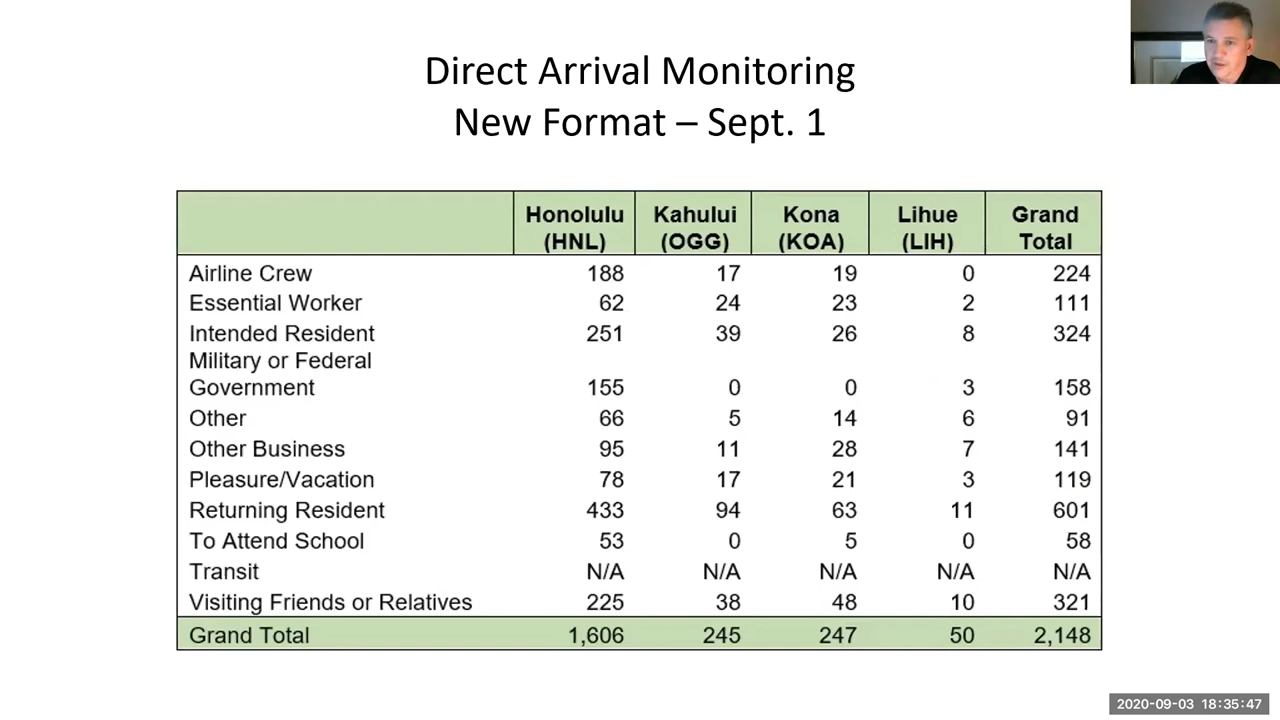 Direct Arrival Monitoring
New Format – Sept. 1
Honolulu (HNL) Kahului (OGG) Kona (KOA) Lihue (LIH) Grand Total
Airline Crew 188 17 19 0 224
Essential Worker 62 24 23 2 111
Intended Resident 251 39 26 8 324
Military or Federal
Government 155 0 0 3 158
Other 66 5 14 6 91
Other Business 95 11 28 7 141
Pleasure/Vacation 78 17 21 3 119
Returning Resident 433 94 63 11 601
To Attend School 53 0 5 0 58
Transit N/A N/A N/A N/A N/A
Visiting Friends or Relatives 225 38 48 10 321
Grand Total 1,606 245 247 50 2,148
2020-09-03 18:35:47